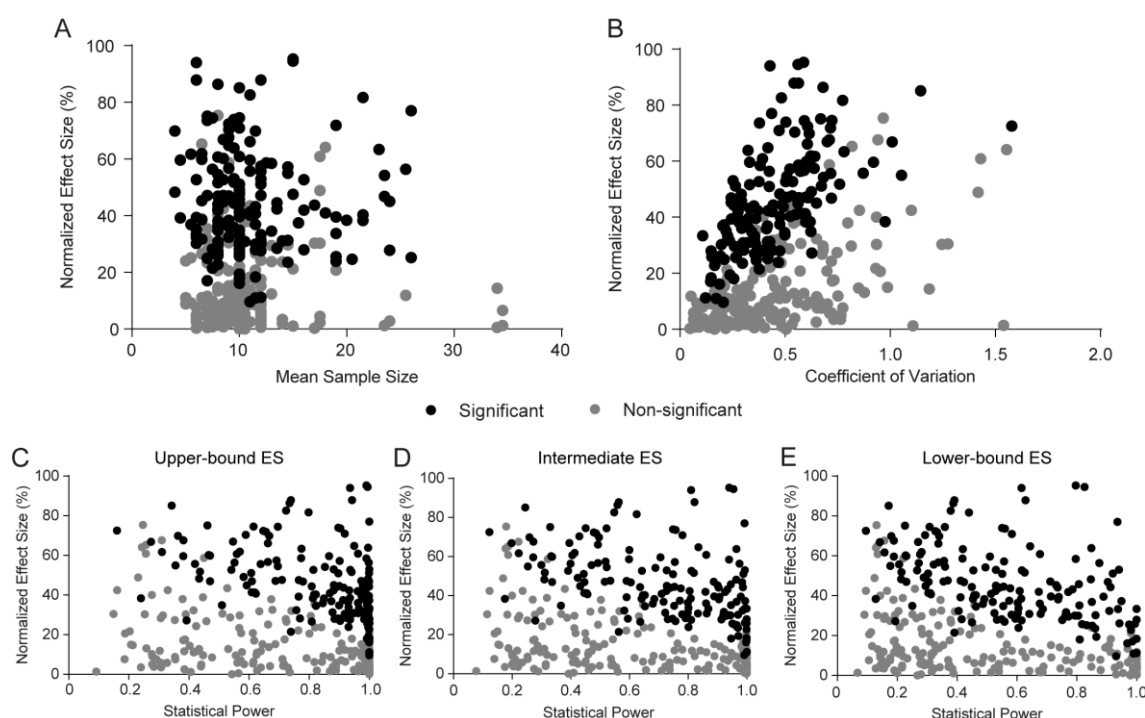 A
B
Normalized Effect Size (%)
100
80
60
40
20
0
0 10 20 30 40
Mean Sample Size
Normalized Effect Size (%)
100
80
60
40
20
0
0 0.5 1.0 1.5 2.0
Coefficient of Variation
Significant Non-significant
C Upper-bound ES
Normalized Effect Size (%)
100
80
60
40
20
0
0 0.2 0.4 0.6 0.8 1.0
Statistical Power
D Intermediate ES
Normalized Effect Size (%)
100
80
60
40
20
0
0 0.2 0.4 0.6 0.8 1.0
Statistical Power
E Lower-bound ES
Normalized Effect Size (%)
100
80
60
40
20
0
0 0.2 0.4 0.6 0.8 1.0
Statistical Power